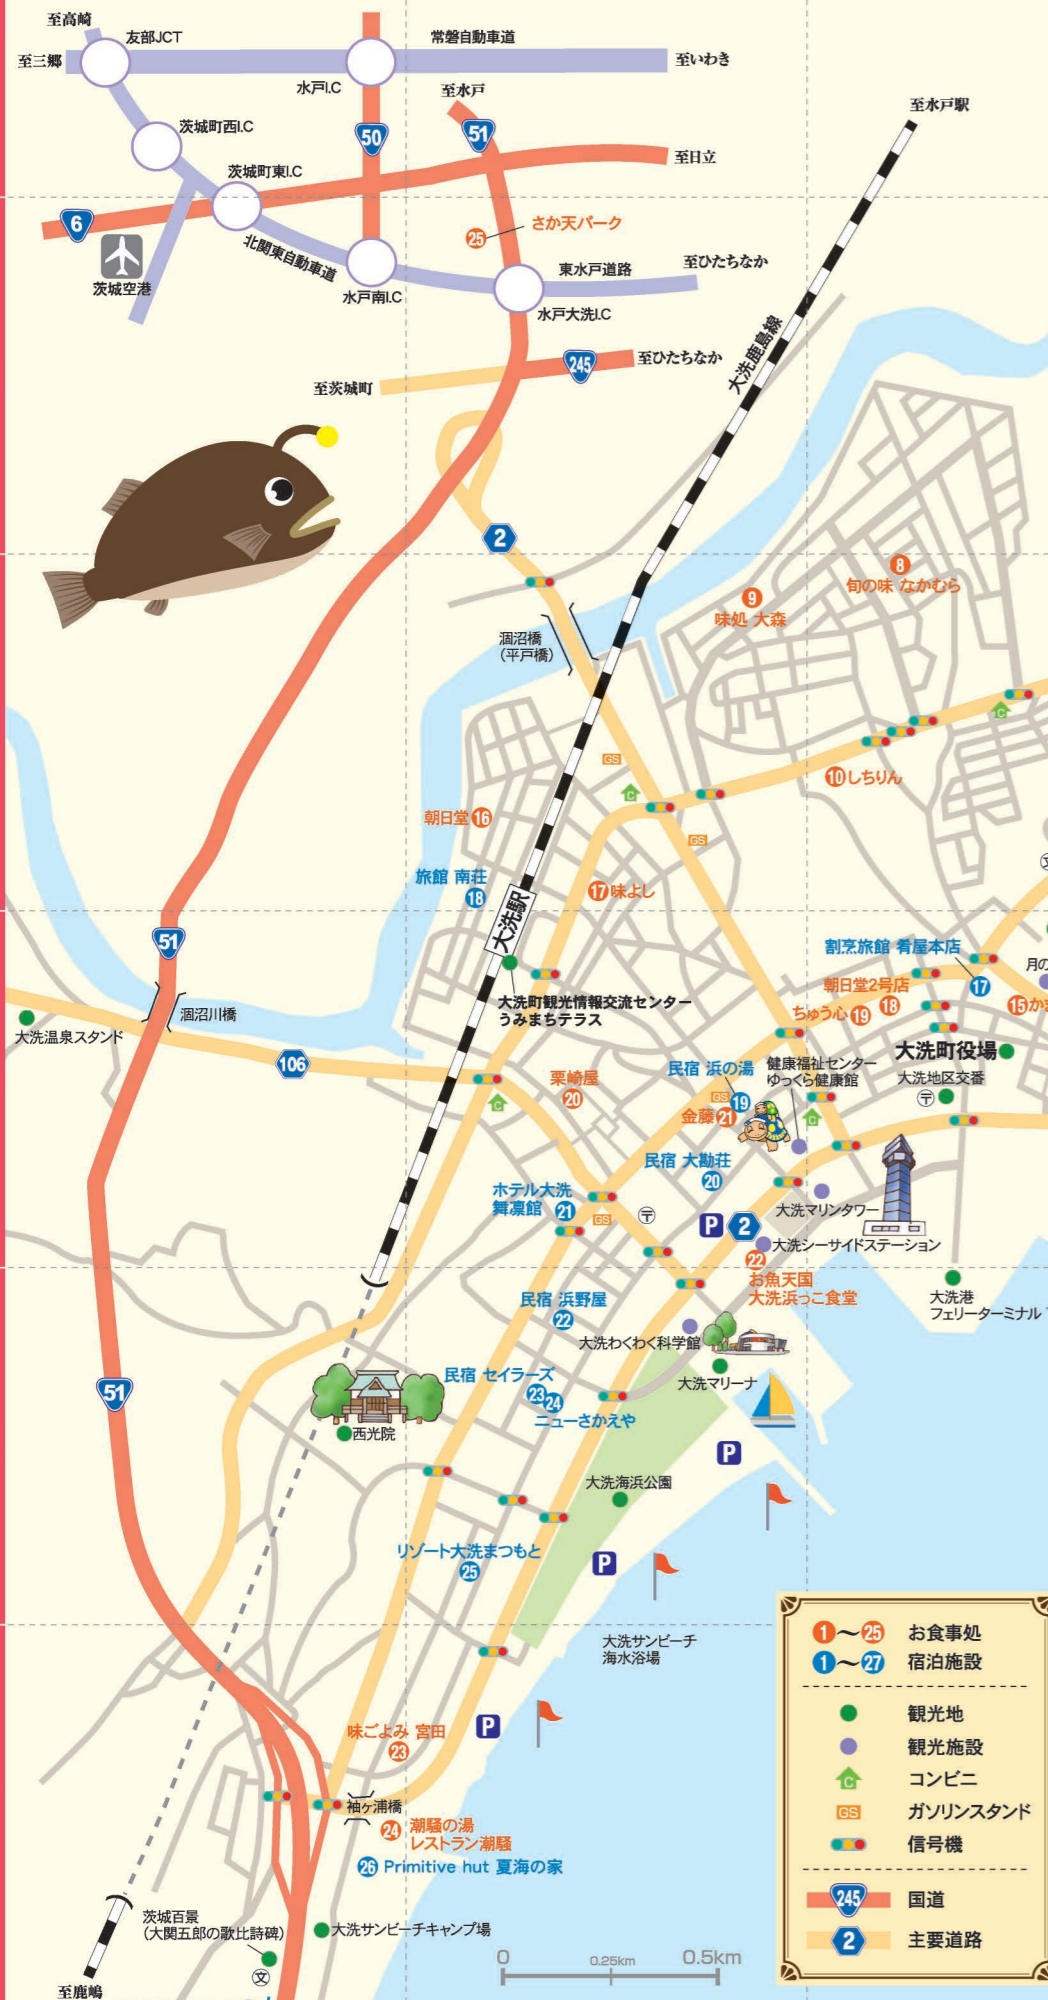 至高崎
友部JCT
常磐自動車道
至三郷
至いわき
水戸I.C
至水戸
至水戸駅
茨城町西I.C
50
51
至日立
茨城町東I.C
6
25
さか天パーク
北関東自動車道
茨城空港
水戸南I.C
東水戸道路
至ひたちなか
水戸大洗I.C
大洗鹿島線
245
至ひたちなか
至茨城町
2
8
旬の味 なかむら
9
味処 大森
涸沼橋
(平戸橋)
C
GS
10 しちりん
C
朝日堂 16
GS
旅館 南荘
18
17 味よし
大洗駅
51
割烹旅館 肴屋本店
17
月の
朝日堂2号店
18
ちゅう心 19
15 かま
大洗町観光情報交流センター
うみまちテラス
涸沼川橋
大洗温泉スタンド
106
大洗町役場
栗崎屋
20
民宿 浜の湯
19
健康福祉センター
ゆっくら健康館
大洗地区交番
〒
C
GS
金藤 21
C
民宿 大勘荘
20
ホテル大洗
舞凛館 21
GS
〒
P
2
大洗マリンタワー
大洗シーサイドステーション
22
お魚天国
大洗浜っこ食堂
大洗港
フェリーターミナル
民宿 浜野屋
22
大洗わくわく科学館
51
民宿 セイラーズ
23
24
ニューさかえや
大洗マリーナ
西光院
P
大洗海浜公園
リゾート大洗まつもと
25
P
大洗サンビーチ
海水浴場
味ごよみ 宮田
23
P
袖ヶ浦橋
24
潮騒の湯
レストラン潮騒
26 Primitive hut 夏海の家
茨城百景
(大関五郎の歌比詩碑)
大洗サンビーチキャンプ場
文
至鹿嶋
0
0.25km
0.5km
1～25 お食事処
1～27 宿泊施設
観光地
観光施設
C コンビニ
GS ガソリンスタンド
信号機
245 国道
2 主要道路